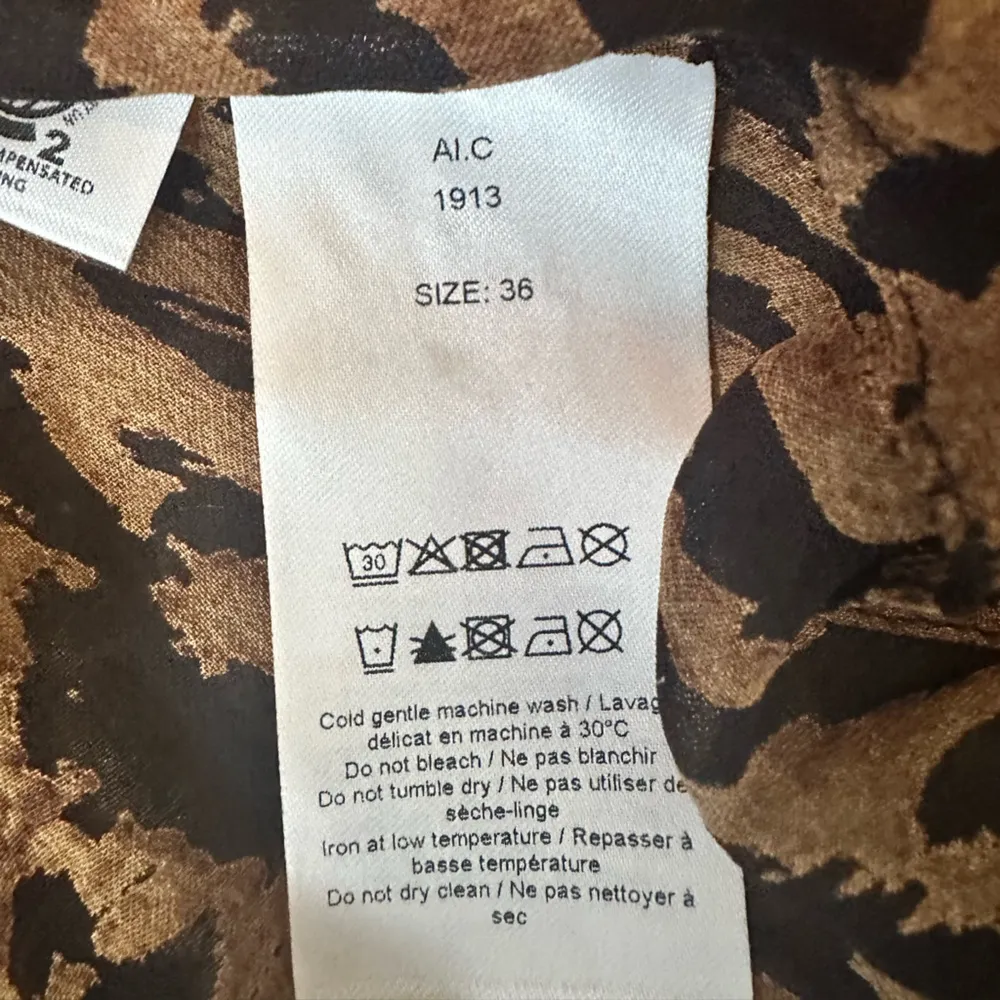 2
MPENSATED
NG
AI.C
1913
SIZE: 36
30
Cold gentle machine wash / Lavag
délicat en machine à 30°C
Do not bleach / Ne pas blanchir
Do not tumble dry / Ne pas utiliser de
sèche-linge
Iron at low temperature / Repasser à
basse température
Do not dry clean / Ne pas nettoyer à
sec